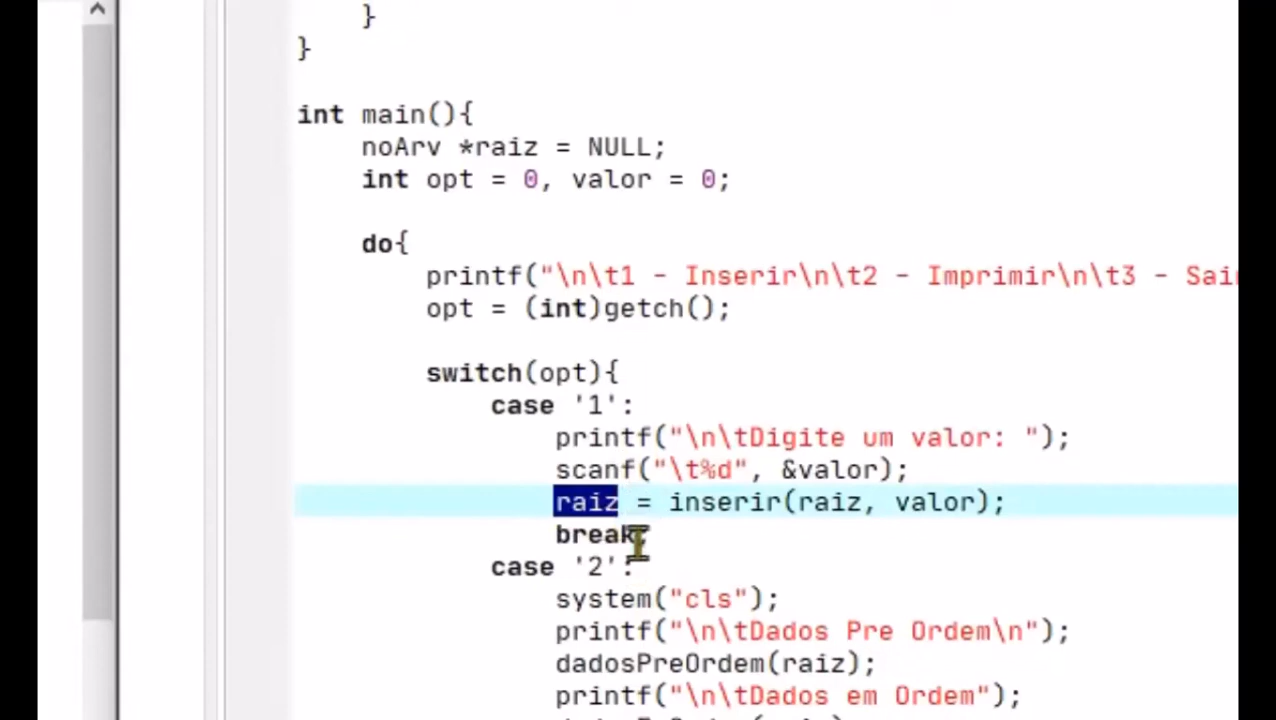 }
}
int main(){
noArv *raiz = NULL;
int opt = 0, valor = 0;
do{
printf("\n\t1 - Inserir\n\t2 - Imprimir\n\t3 - Sair
opt = (int)getch();
switch(opt){
case '1':
printf("\n\tDigite um valor: ");
scanf("\t%d", &valor);
raiz = inserir(raiz, valor);
break;
case '2':
system("cls");
printf("\n\tDados Pre Ordem\n");
dadosPreOrdem(raiz);
printf("\n\tDados em Ordem");